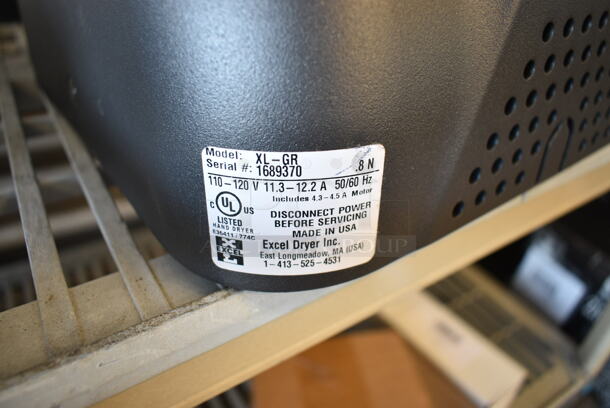 Model: XL-GR .8 N
Serial #: 1689370
110-120 V 11.3-12.2 A 50/60 Hz
Includes 4.3-4.5 A Motor
C UL US
LISTED
HAND DRYER
DISCONNECT POWER
BEFORE SERVICING
MADE IN USA
EXCEL
Excel Dryer Inc.
East Longmeadow, MA (USA)
1-413-525-4531